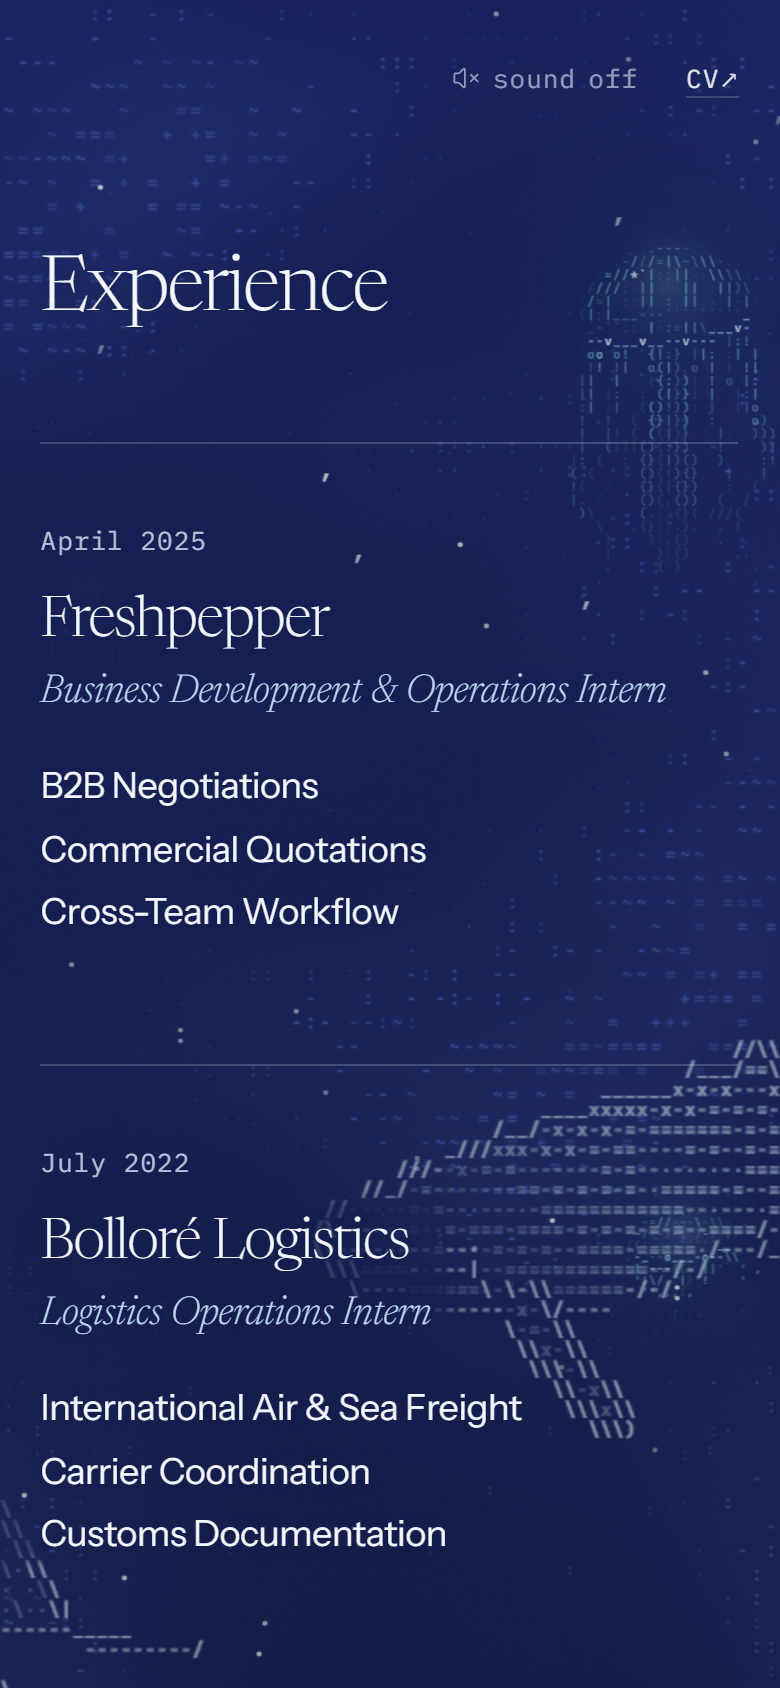 sound off
CV↗
Experience
April 2025
Freshpepper
Business Development & Operations Intern
B2B Negotiations
Commercial Quotations
Cross-Team Workflow
July 2022
Bolloré Logistics
Logistics Operations Intern
International Air & Sea Freight
Carrier Coordination
Customs Documentation